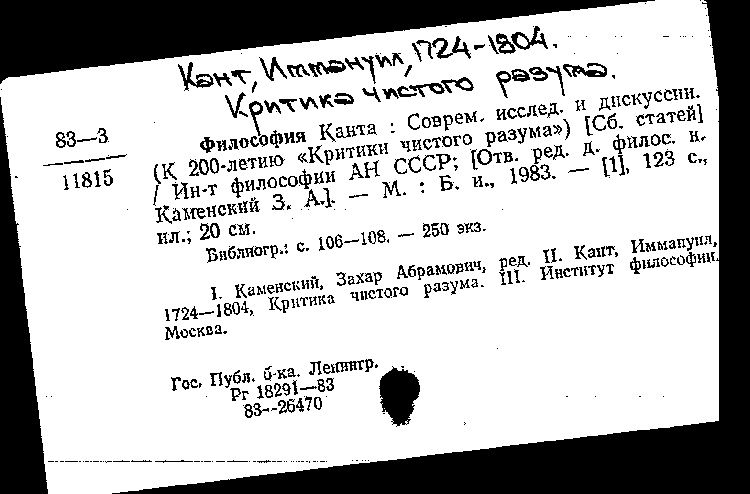 Кант, Иммануил, 1724-1804.
Критика чистого разума.
83—3
11815
Философия Канта : Соврем. исслед. и дискуссии.
(К 200-летию «Критики чистого разума») [Сб. статей]
/ Ин-т философии АН СССР; [Отв. ред. д. филос. н.
Каменский З. А.]. — М. : Б. и., 1983. — [1], 123 с.,
ил.; 20 см.
Библиогр.: с. 106—108. — 250 экз.
I. Каменский, Захар Абрамович, ред. II. Кант, Иммануил,
1724—1804, Критика чистого разума. III. Институт философии.
Москва.
Гос. Публ. б-ка. Ленингр.
Рг 18291—83
83--26470